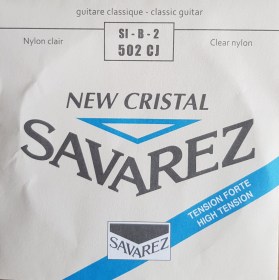 guitare classique - classic guitar
SI - B - 2
Nylon clair
502 CJ
Clear nylon
NEW CRISTAL
SAVAREZ
TENSION FORTE
HIGH TENSION
SAVAREZ